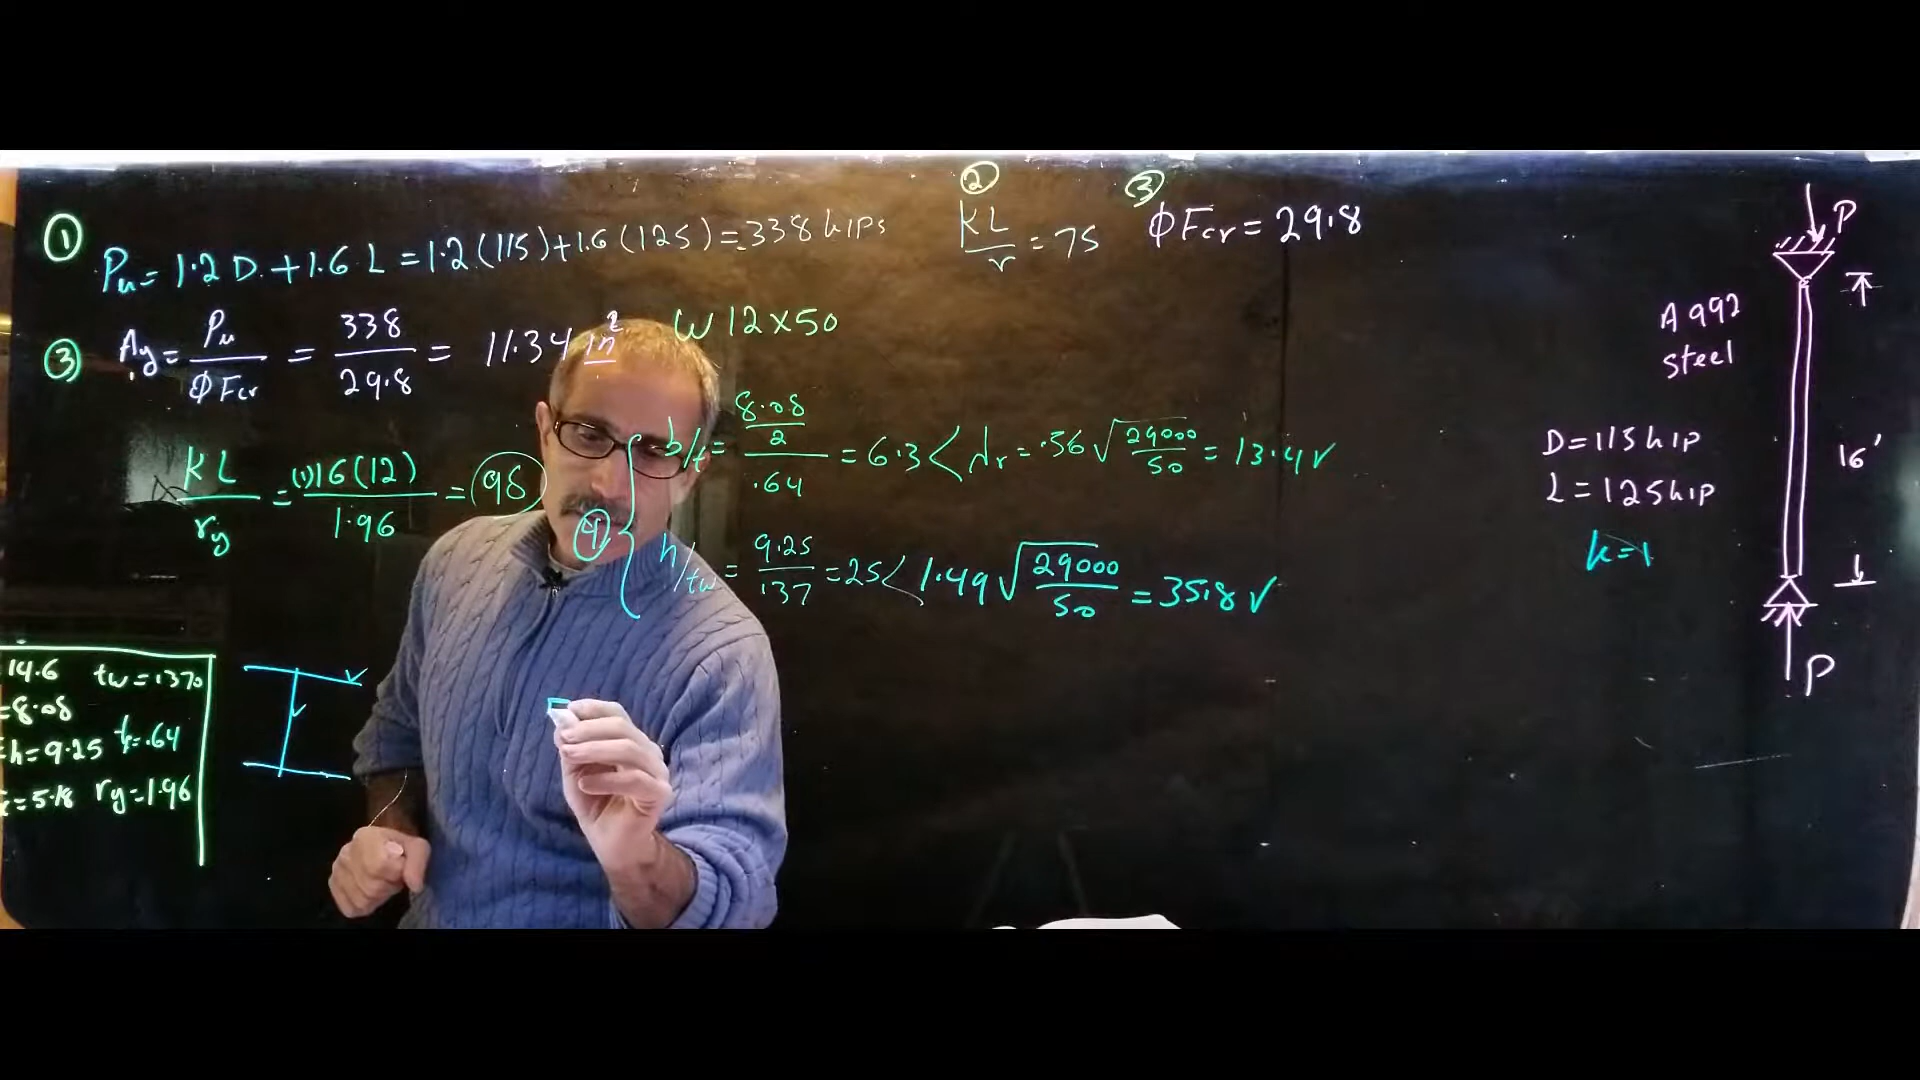 ① Pu = 1.2 D + 1.6 L = 1.2 (115) + 1.6 (125) = 338 kips
② KL/r = 75
③ ϕFcr = 29.8
③ Ag = Pu/ϕFcr = 338/29.8 = 11.34 in²
W 12x50
KL/ry = (1)16(12)/1.96 = 98
④ b/t = (8.08/2)/.64 = 6.3 < λr = .56 √(29000/50) = 13.4 ✓
h/tw = 9.25/.37 = 25 < 1.49 √(29000/50) = 35.8 ✓
14.6 tw = .370
= 8.08
h = 9.25 tf = .64
= 5.18 ry = 1.96
P
A 992
steel
D = 115 kip
L = 125 kip
16'
k = 1
P